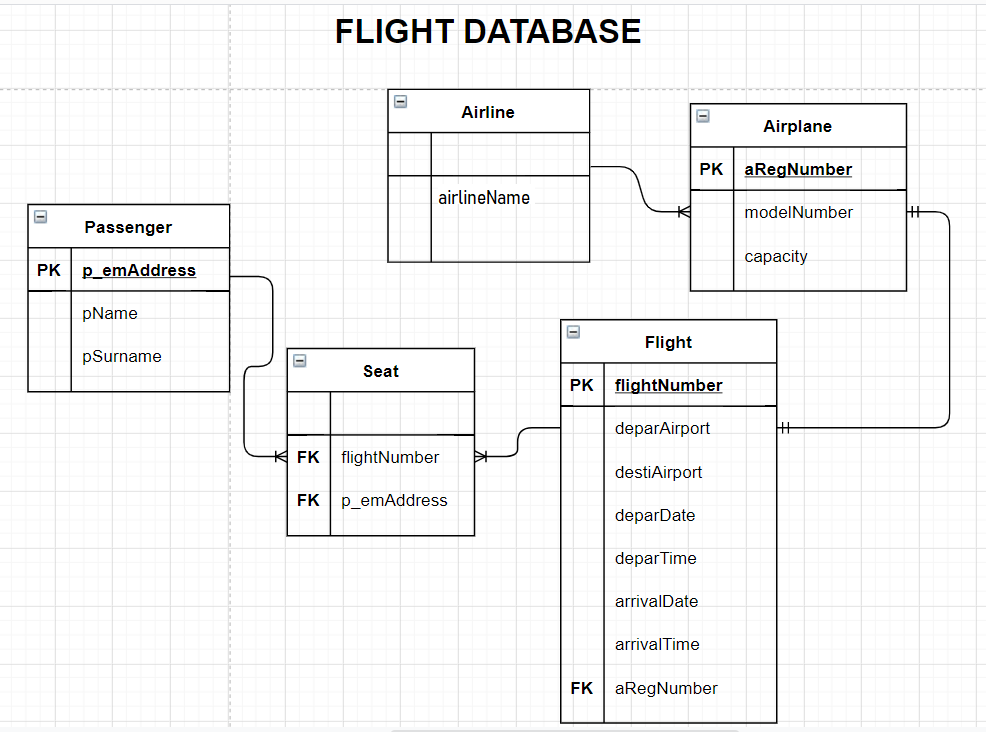 FLIGHT DATABASE
Airline
airlineName
Airplane
PK aRegNumber
modelNumber
capacity
Passenger
PK p_emAddress
pName
pSurname
Seat
FK flightNumber
FK p_emAddress
Flight
PK flightNumber
deparAirport
destiAirport
deparDate
deparTime
arrivalDate
arrivalTime
FK aRegNumber